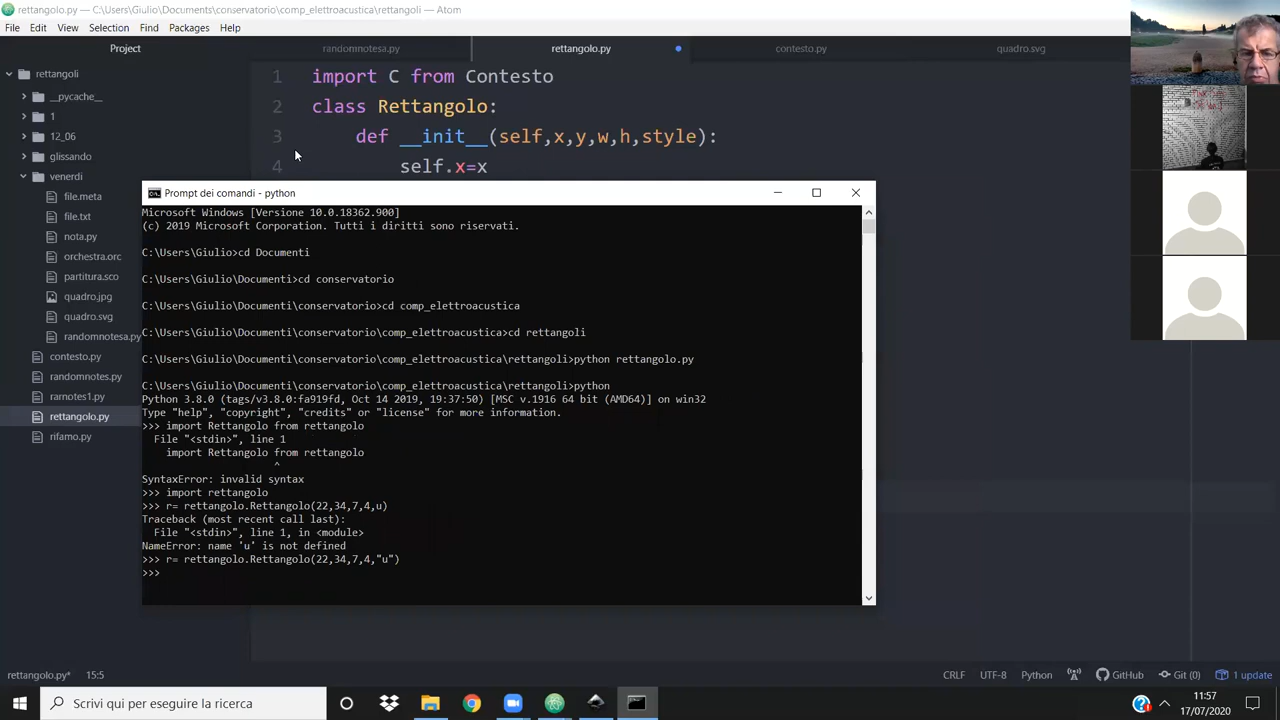 rettangolo.py — C:\Users\Giulio\Documents\conservatorio\comp_elettroacustica\rettangoli — Atom
File Edit View Selection Find Packages Help
Project
randomnotesa.py
rettangolo.py
contesto.py
quadro.svg
rettangoli
__pycache__
1
12_06
glissando
venerdi
file.meta
file.txt
nota.py
orchestra.orc
partitura.sco
quadro.jpg
quadro.svg
randomnotesa.py
contesto.py
randomnotes.py
rarnotes1.py
rettangolo.py
rifamo.py
1 import C from Contesto
2 class Rettangolo:
3 def __init__(self,x,y,w,h,style):
4 self.x=x
Prompt dei comandi - python
Microsoft Windows [Versione 10.0.18362.900]
(c) 2019 Microsoft Corporation. Tutti i diritti sono riservati.
C:\Users\Giulio>cd Documenti
C:\Users\Giulio\Documenti>cd conservatorio
C:\Users\Giulio\Documenti\conservatorio>cd comp_elettroacustica
C:\Users\Giulio\Documenti\conservatorio\comp_elettroacustica>cd rettangoli
C:\Users\Giulio\Documenti\conservatorio\comp_elettroacustica\rettangoli>python rettangolo.py
C:\Users\Giulio\Documenti\conservatorio\comp_elettroacustica\rettangoli>python
Python 3.8.0 (tags/v3.8.0:fa919fd, Oct 14 2019, 19:37:50) [MSC v.1916 64 bit (AMD64)] on win32
Type "help", "copyright", "credits" or "license" for more information.
>>> import Rettangolo from rettangolo
File "<stdin>", line 1
import Rettangolo from rettangolo
^
SyntaxError: invalid syntax
>>> import rettangolo
>>> r= rettangolo.Rettangolo(22,34,7,4,u)
Traceback (most recent call last):
File "<stdin>", line 1, in <module>
NameError: name 'u' is not defined
>>> r= rettangolo.Rettangolo(22,34,7,4,"u")
>>>
rettangolo.py* 15:5
CRLF UTF-8 Python GitHub Git (0) 1 update
Scrivi qui per eseguire la ricerca
11:57
17/07/2020